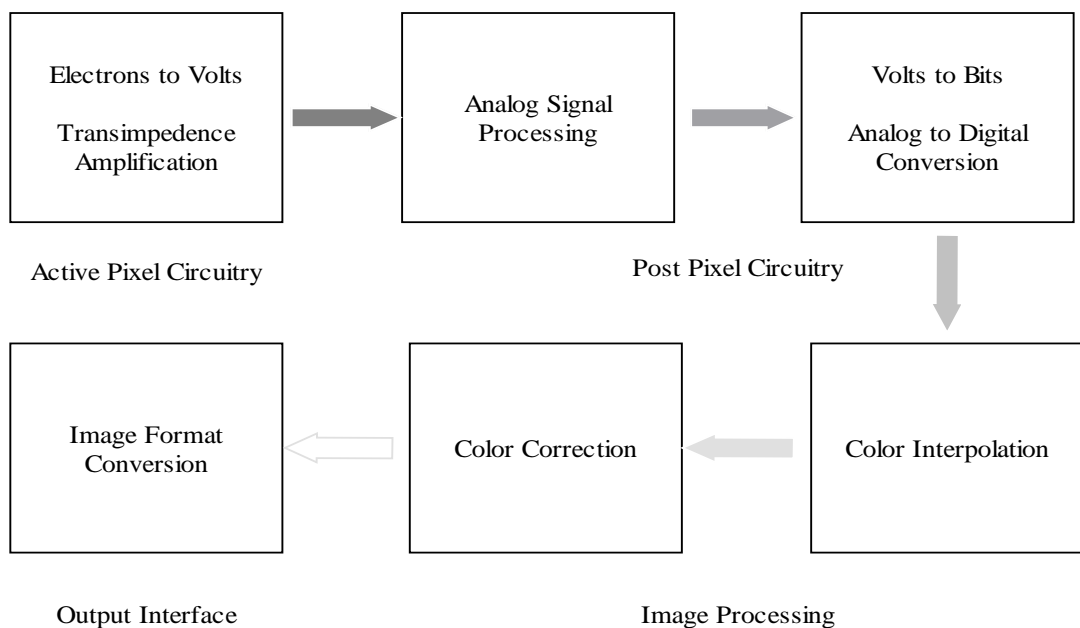 Electrons to Volts
Transimpedence
Amplification
Analog Signal
Processing
Volts to Bits
Analog to Digital
Conversion
Active Pixel Circuitry
Post Pixel Circuitry
Image Format
Conversion
Color Correction
Color Interpolation
Output Interface
Image Processing